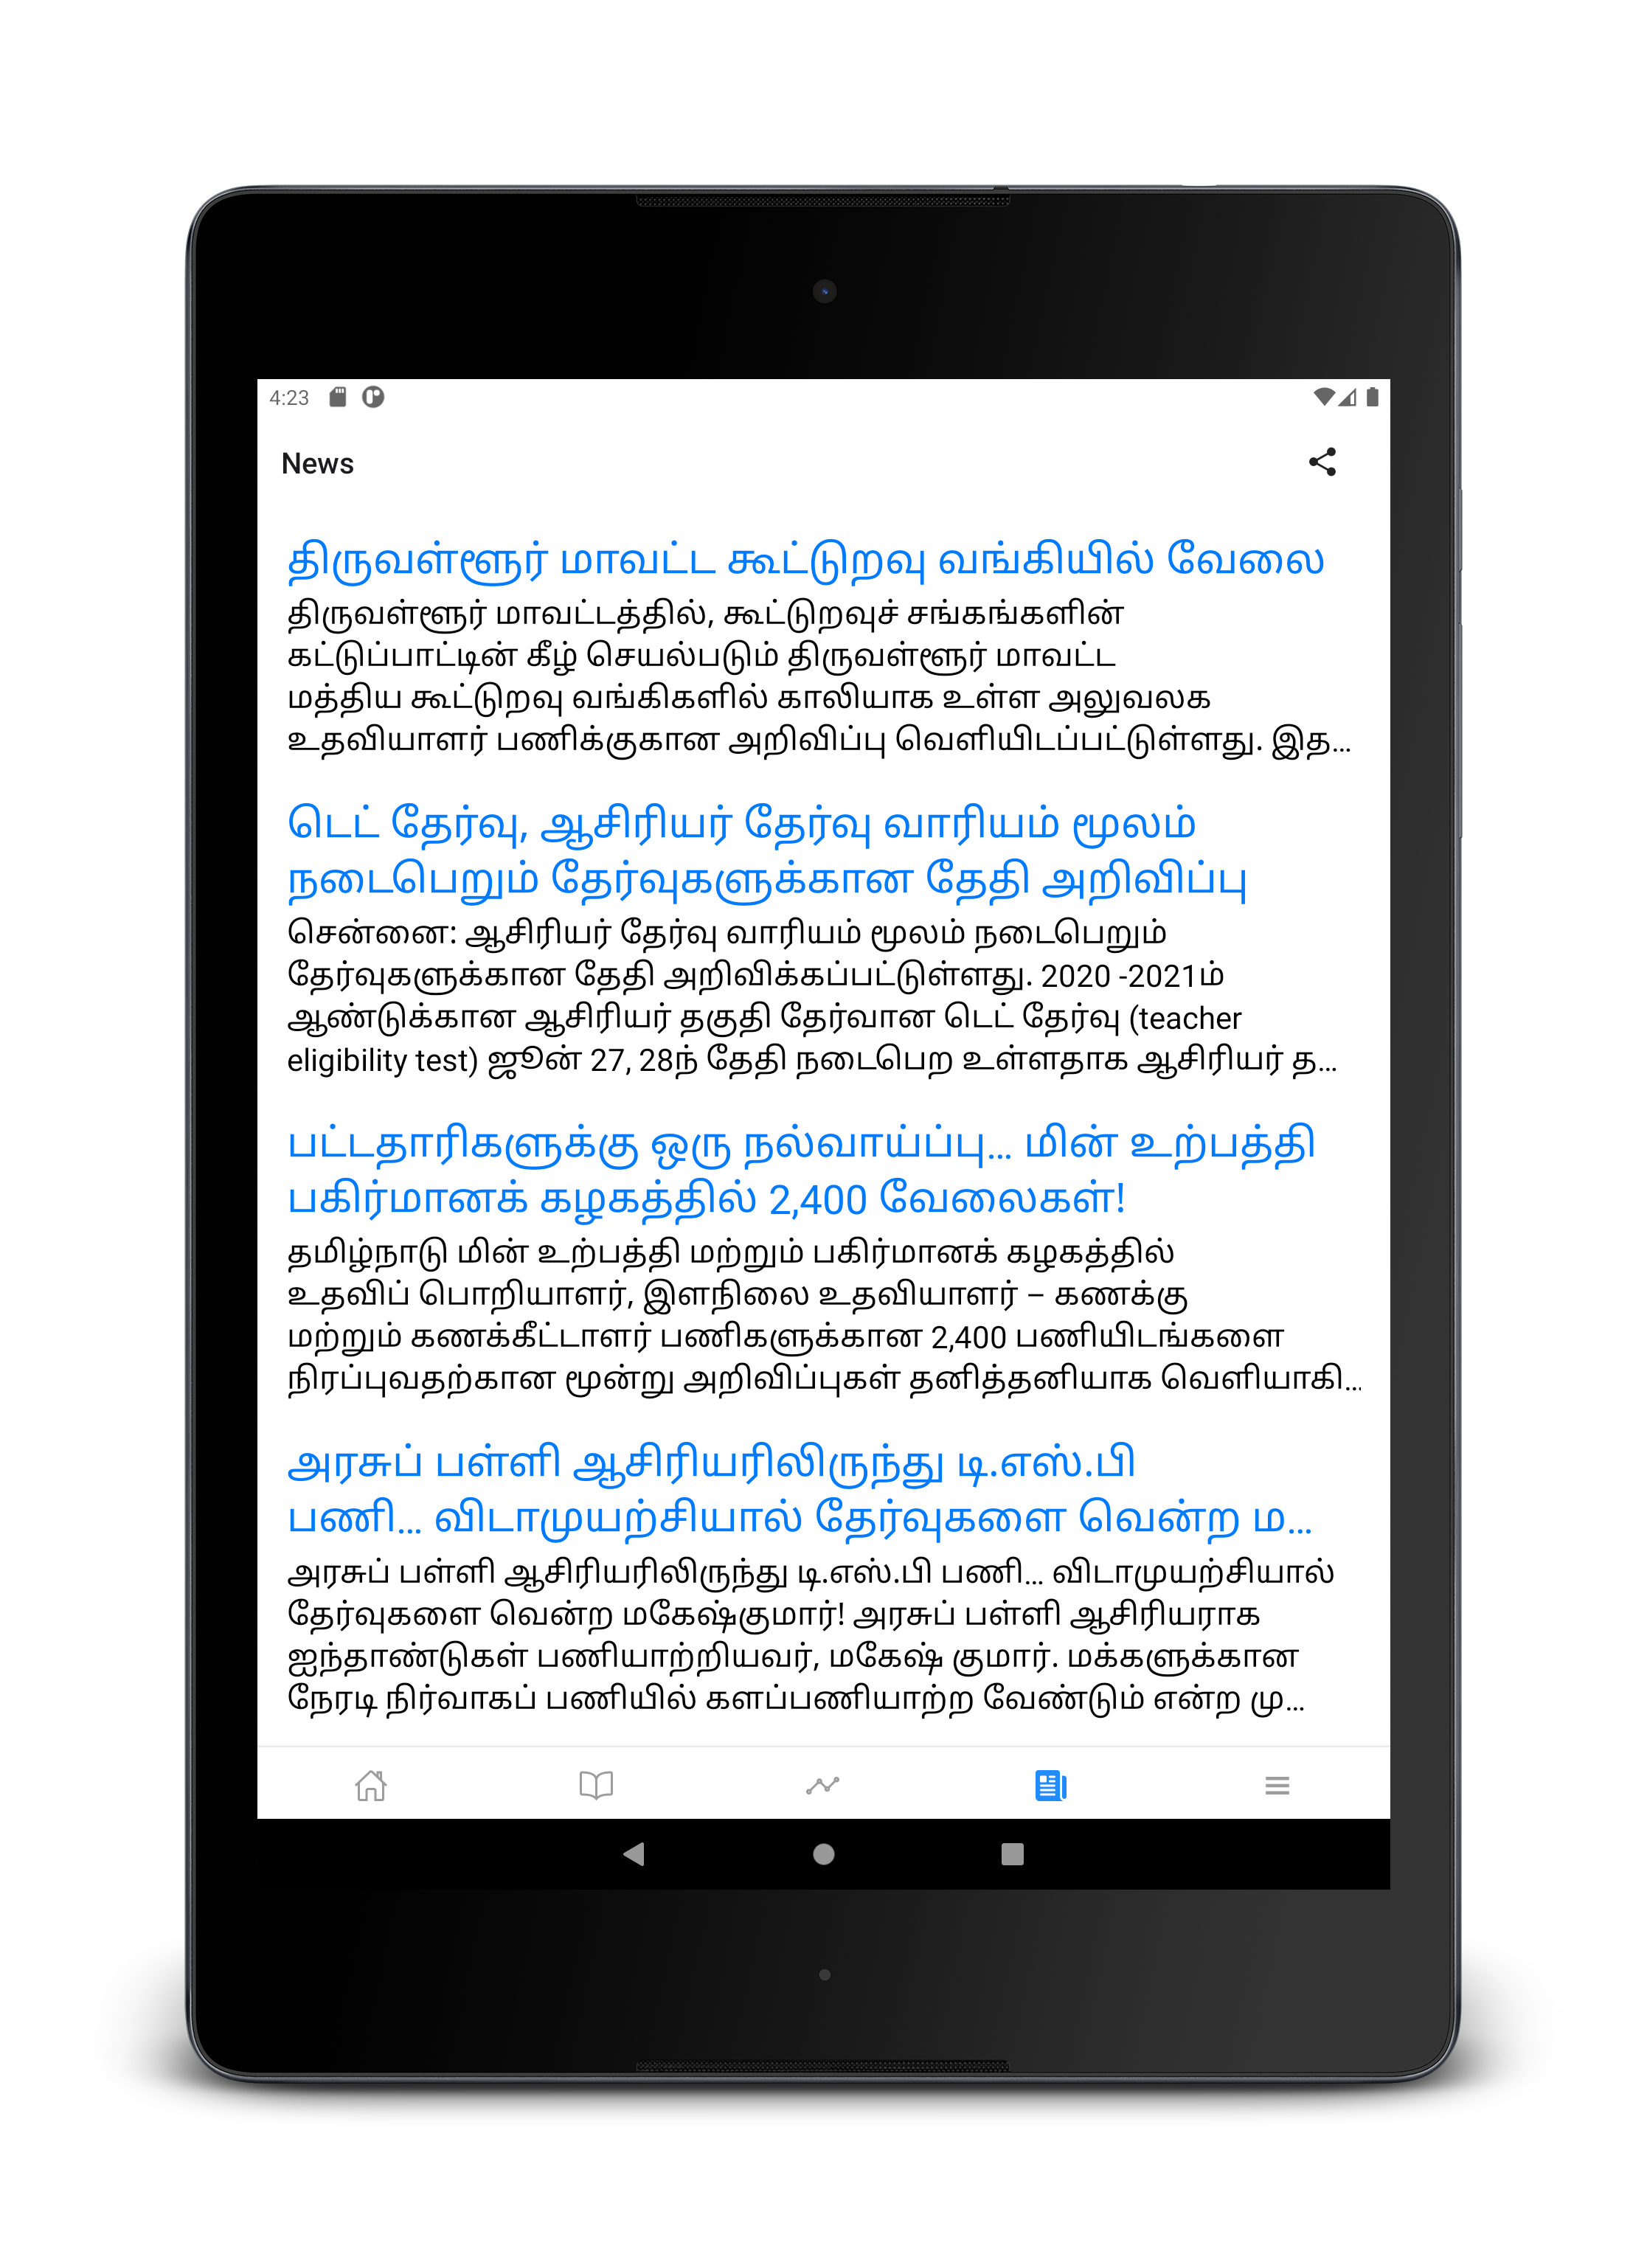 4:23
News
திருவள்ளூர் மாவட்ட கூட்டுறவு வங்கியில் வேலை
திருவள்ளூர் மாவட்டத்தில், கூட்டுறவுச் சங்கங்களின்
கட்டுப்பாட்டின் கீழ் செயல்படும் திருவள்ளூர் மாவட்ட
மத்திய கூட்டுறவு வங்கிகளில் காலியாக உள்ள அலுவலக
உதவியாளர் பணிக்குகான அறிவிப்பு வெளியிடப்பட்டுள்ளது. இத...
டெட் தேர்வு, ஆசிரியர் தேர்வு வாரியம் மூலம்
நடைபெறும் தேர்வுகளுக்கான தேதி அறிவிப்பு
சென்னை: ஆசிரியர் தேர்வு வாரியம் மூலம் நடைபெறும்
தேர்வுகளுக்கான தேதி அறிவிக்கப்பட்டுள்ளது. 2020 -2021ம்
ஆண்டுக்கான ஆசிரியர் தகுதி தேர்வான டெட் தேர்வு (teacher
eligibility test) ஜூன் 27, 28ந் தேதி நடைபெற உள்ளதாக ஆசிரியர் த...
பட்டதாரிகளுக்கு ஒரு நல்வாய்ப்பு... மின் உற்பத்தி
பகிர்மானக் கழகத்தில் 2,400 வேலைகள்!
தமிழ்நாடு மின் உற்பத்தி மற்றும் பகிர்மானக் கழகத்தில்
உதவிப் பொறியாளர், இளநிலை உதவியாளர் – கணக்கு
மற்றும் கணக்கீட்டாளர் பணிகளுக்கான 2,400 பணியிடங்களை
நிரப்புவதற்கான மூன்று அறிவிப்புகள் தனித்தனியாக வெளியாகி...
அரசுப் பள்ளி ஆசிரியரிலிருந்து டி.எஸ்.பி
பணி... விடாமுயற்சியால் தேர்வுகளை வென்ற ம...
அரசுப் பள்ளி ஆசிரியரிலிருந்து டி.எஸ்.பி பணி... விடாமுயற்சியால்
தேர்வுகளை வென்ற மகேஷ்குமார்! அரசுப் பள்ளி ஆசிரியராக
ஐந்தாண்டுகள் பணியாற்றியவர், மகேஷ் குமார். மக்களுக்கான
நேரடி நிர்வாகப் பணியில் களப்பணியாற்ற வேண்டும் என்ற மு...